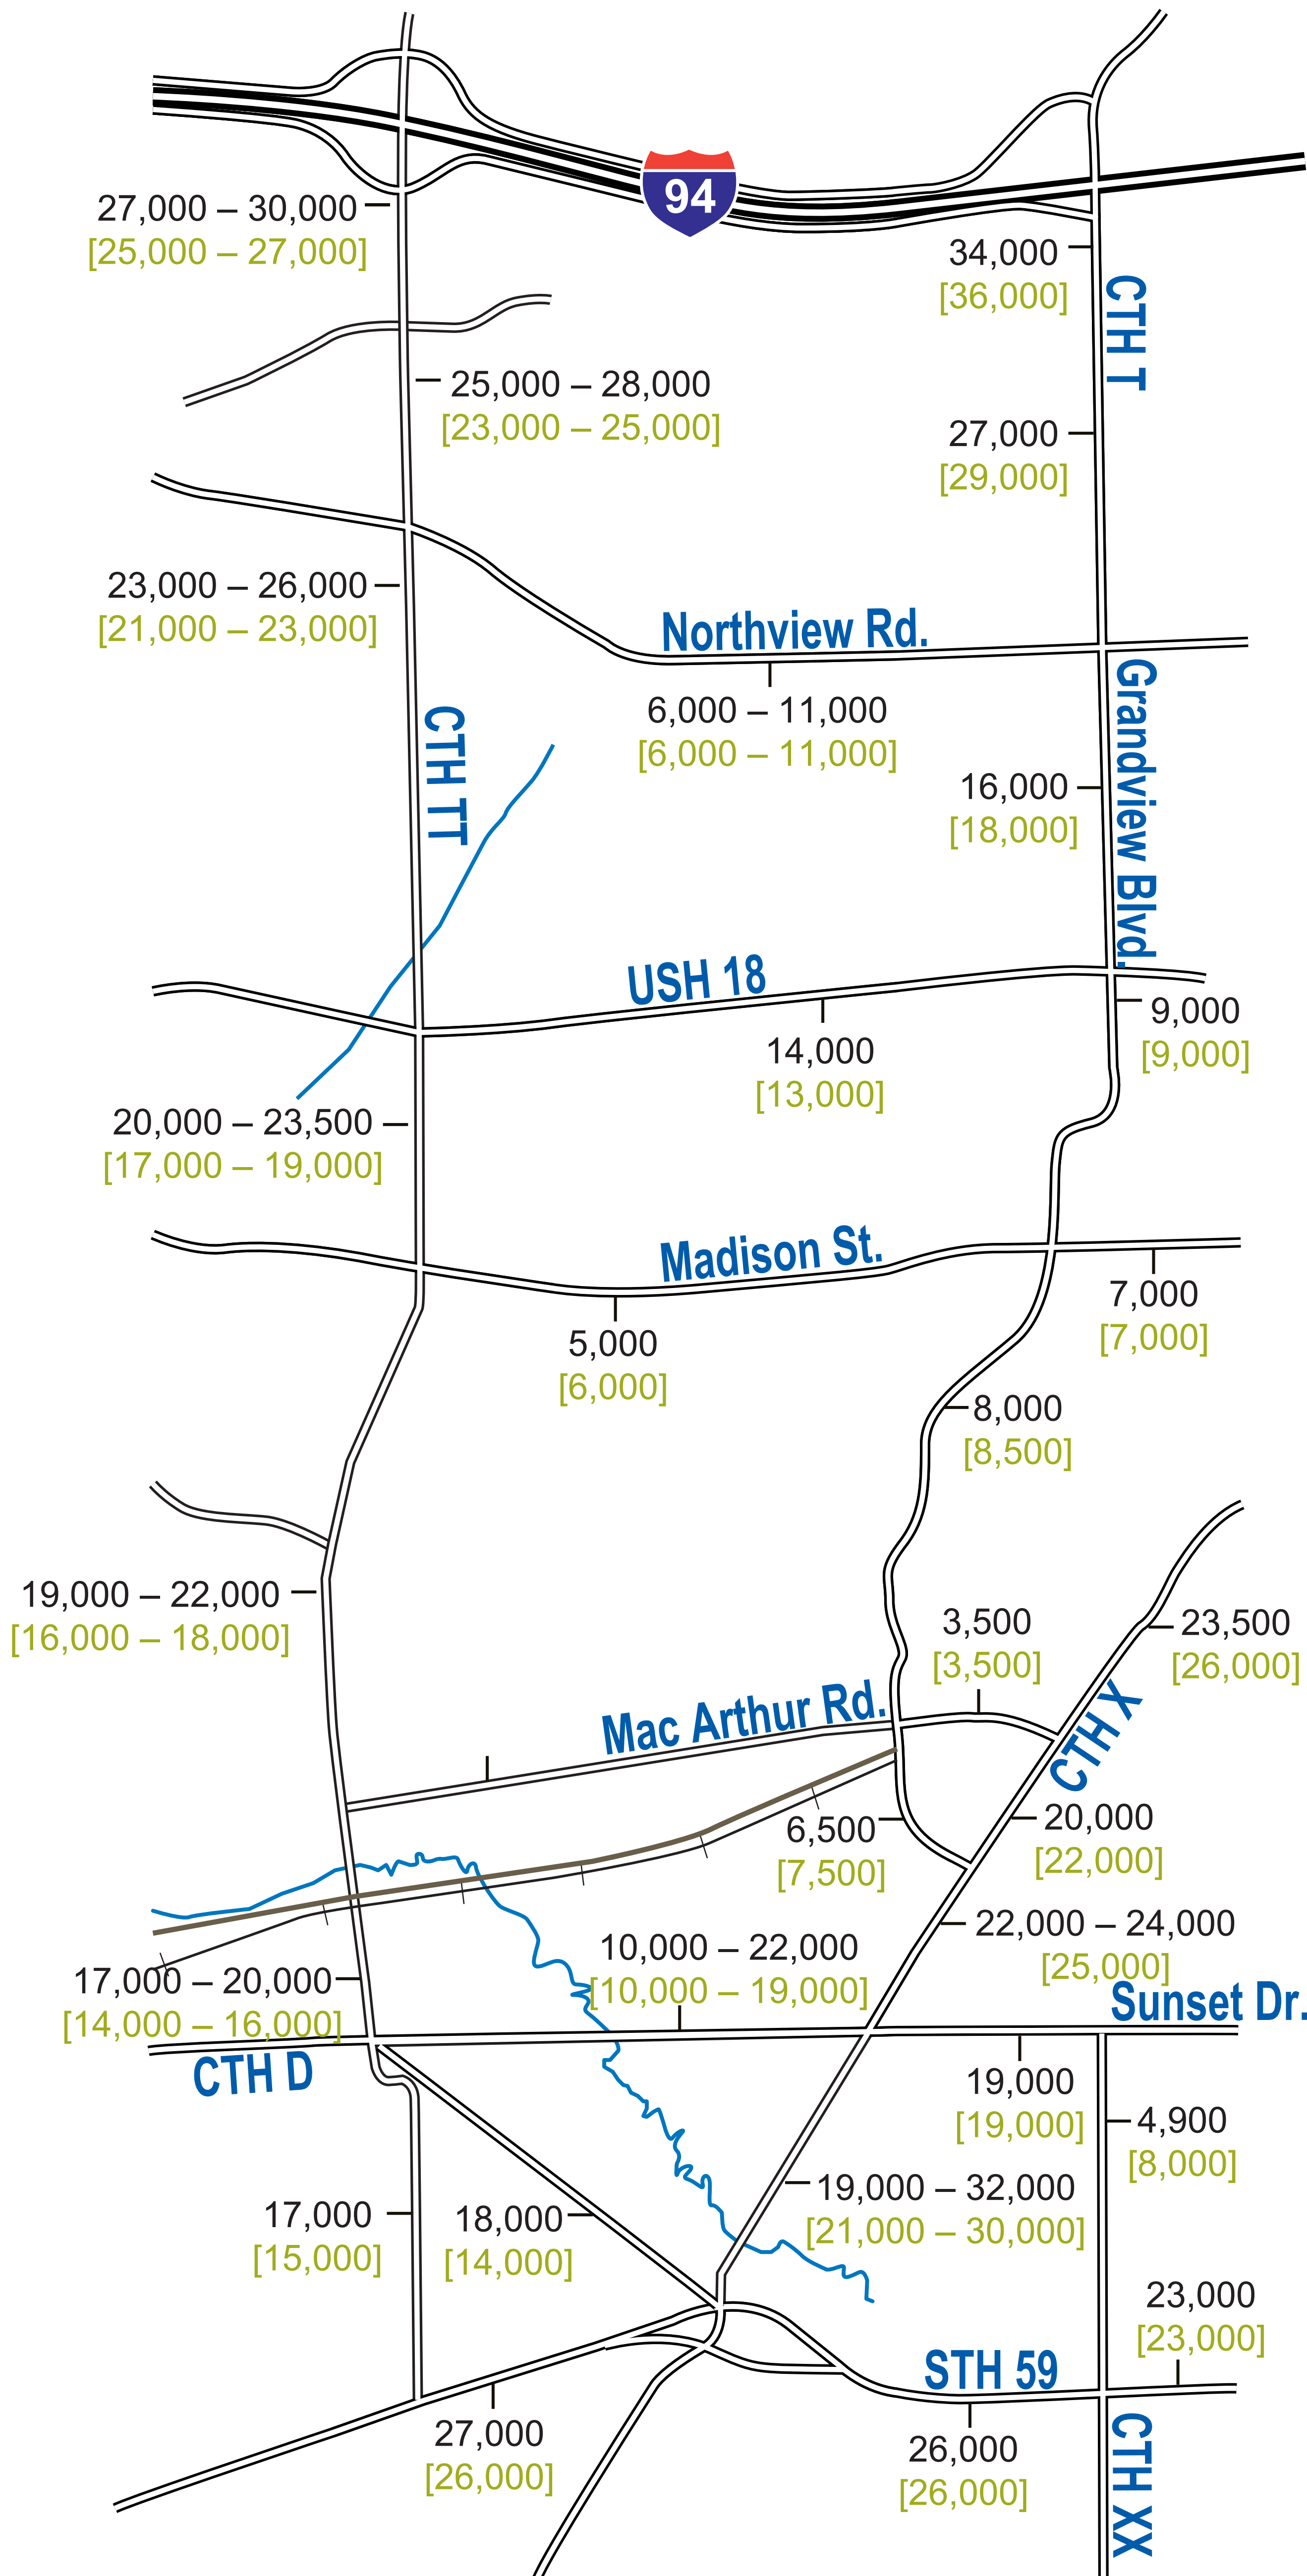 94
27,000 – 30,000
[25,000 – 27,000]
34,000
[36,000]
CTH T
25,000 – 28,000
[23,000 – 25,000]
27,000
[29,000]
23,000 – 26,000
[21,000 – 23,000]
Northview Rd.
6,000 – 11,000
[6,000 – 11,000]
Grandview Blvd.
CTH TT
16,000
[18,000]
USH 18
14,000
[13,000]
9,000
[9,000]
20,000 – 23,500
[17,000 – 19,000]
Madison St.
5,000
[6,000]
7,000
[7,000]
8,000
[8,500]
19,000 – 22,000
[16,000 – 18,000]
3,500
[3,500]
23,500
[26,000]
Mac Arthur Rd.
CTH X
6,500
[7,500]
20,000
[22,000]
22,000 – 24,000
[25,000]
10,000 – 22,000
[10,000 – 19,000]
17,000 – 20,000
[14,000 – 16,000]
Sunset Dr.
CTH D
19,000
[19,000]
4,900
[8,000]
19,000 – 32,000
[21,000 – 30,000]
17,000
[15,000]
18,000
[14,000]
23,000
[23,000]
STH 59
27,000
[26,000]
26,000
[26,000]
CTH XX